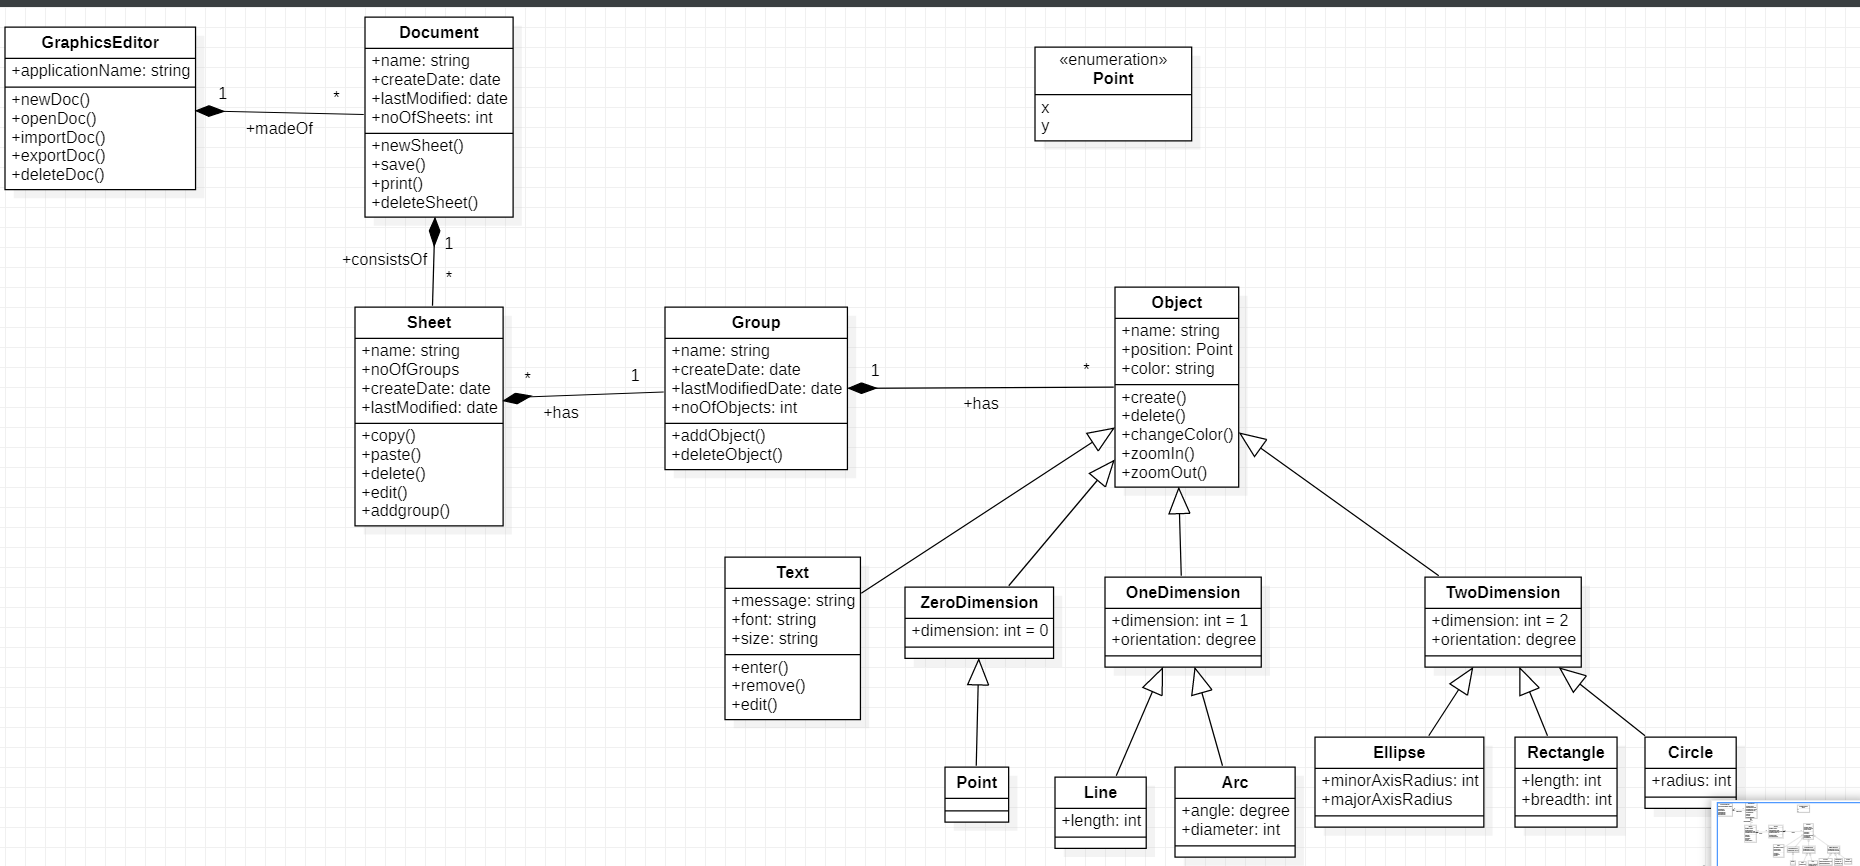 GraphicsEditor
+applicationName: string
+newDoc()
+openDoc()
+importDoc()
+exportDoc()
+deleteDoc()
1
*
+madeOf
Document
+name: string
+createDate: date
+lastModified: date
+noOfSheets: int
+newSheet()
+save()
+print()
+deleteSheet()
«enumeration»
Point
x
y
1
+consistsOf
*
Sheet
+name: string
+noOfGroups
+createDate: date
+lastModified: date
+copy()
+paste()
+delete()
+edit()
+addgroup()
*
1
+has
Group
+name: string
+createDate: date
+lastModifiedDate: date
+noOfObjects: int
+addObject()
+deleteObject()
1
*
+has
Object
+name: string
+position: Point
+color: string
+create()
+delete()
+changeColor()
+zoomIn()
+zoomOut()
Text
+message: string
+font: string
+size: string
+enter()
+remove()
+edit()
ZeroDimension
+dimension: int = 0
OneDimension
+dimension: int = 1
+orientation: degree
TwoDimension
+dimension: int = 2
+orientation: degree
Point
Line
+length: int
Arc
+angle: degree
+diameter: int
Ellipse
+minorAxisRadius: int
+majorAxisRadius
Rectangle
+length: int
+breadth: int
Circle
+radius: int